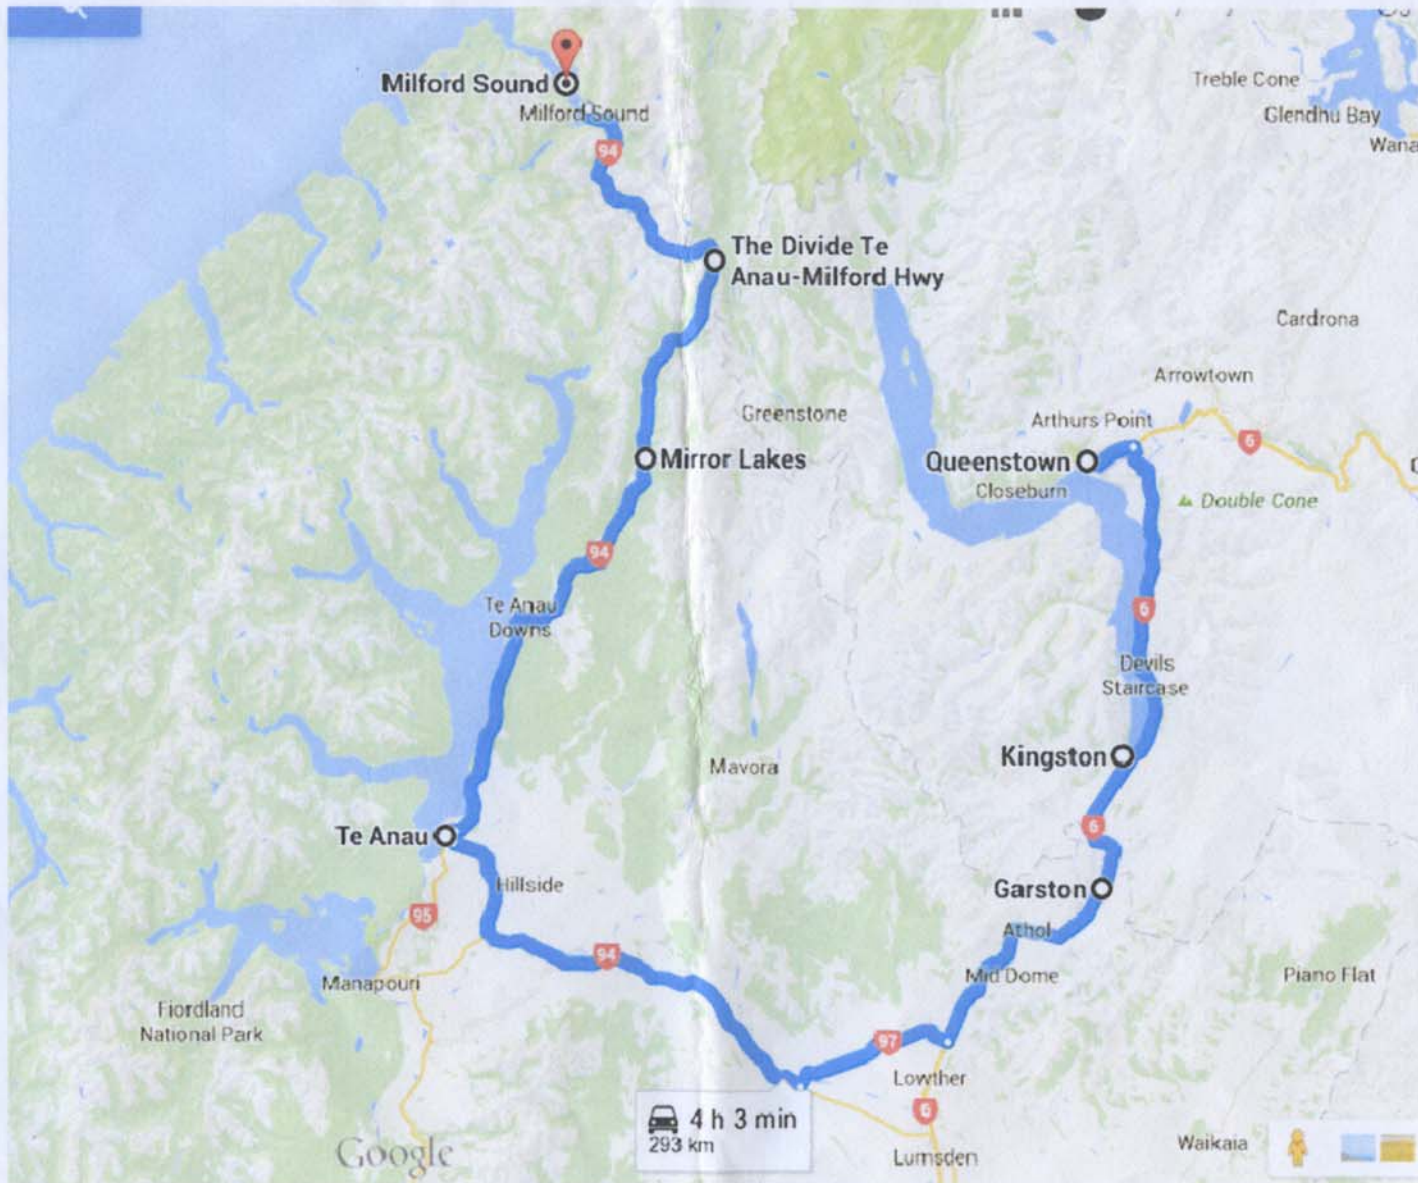 Treble Cone
Milford Sound
Milford Sound
Glendhu Bay
94
Wana
The Divide Te
Anau-Milford Hwy
Cardrona
Arrowtown
Greenstone
Arthurs Point
6
Mirror Lakes
Queenstown
Closeburn
Double Cone
94
Te Anau
Downs
6
Devils
Staircase
Kingston
Mavora
6
Te Anau
Hillside
Garston
95
Athol
94
Mid Dome
Piano Flat
Manapouri
Fiordland
National Park
97
Lowther
6
4 h 3 min
293 km
Google
Waikaia
Lumsden